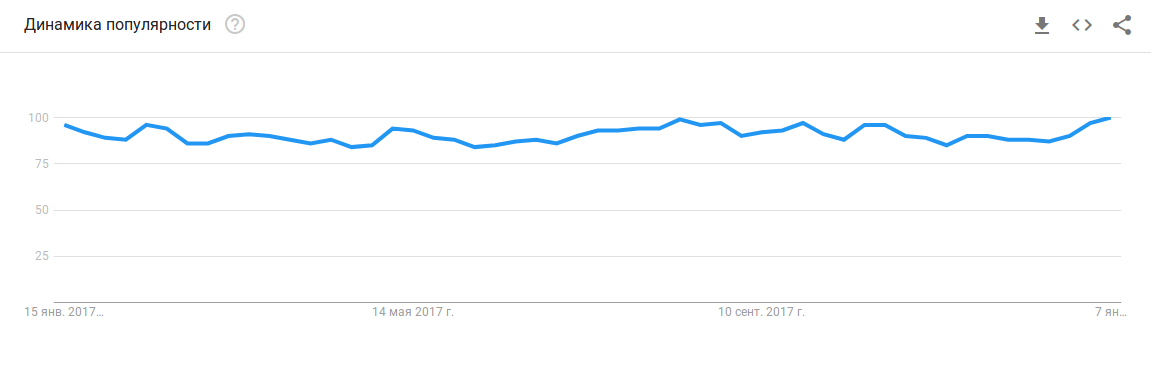 Динамика популярности ?
100
75
50
25
15 янв. 2017…
14 мая 2017 г.
10 сент. 2017 г.
7 ян…